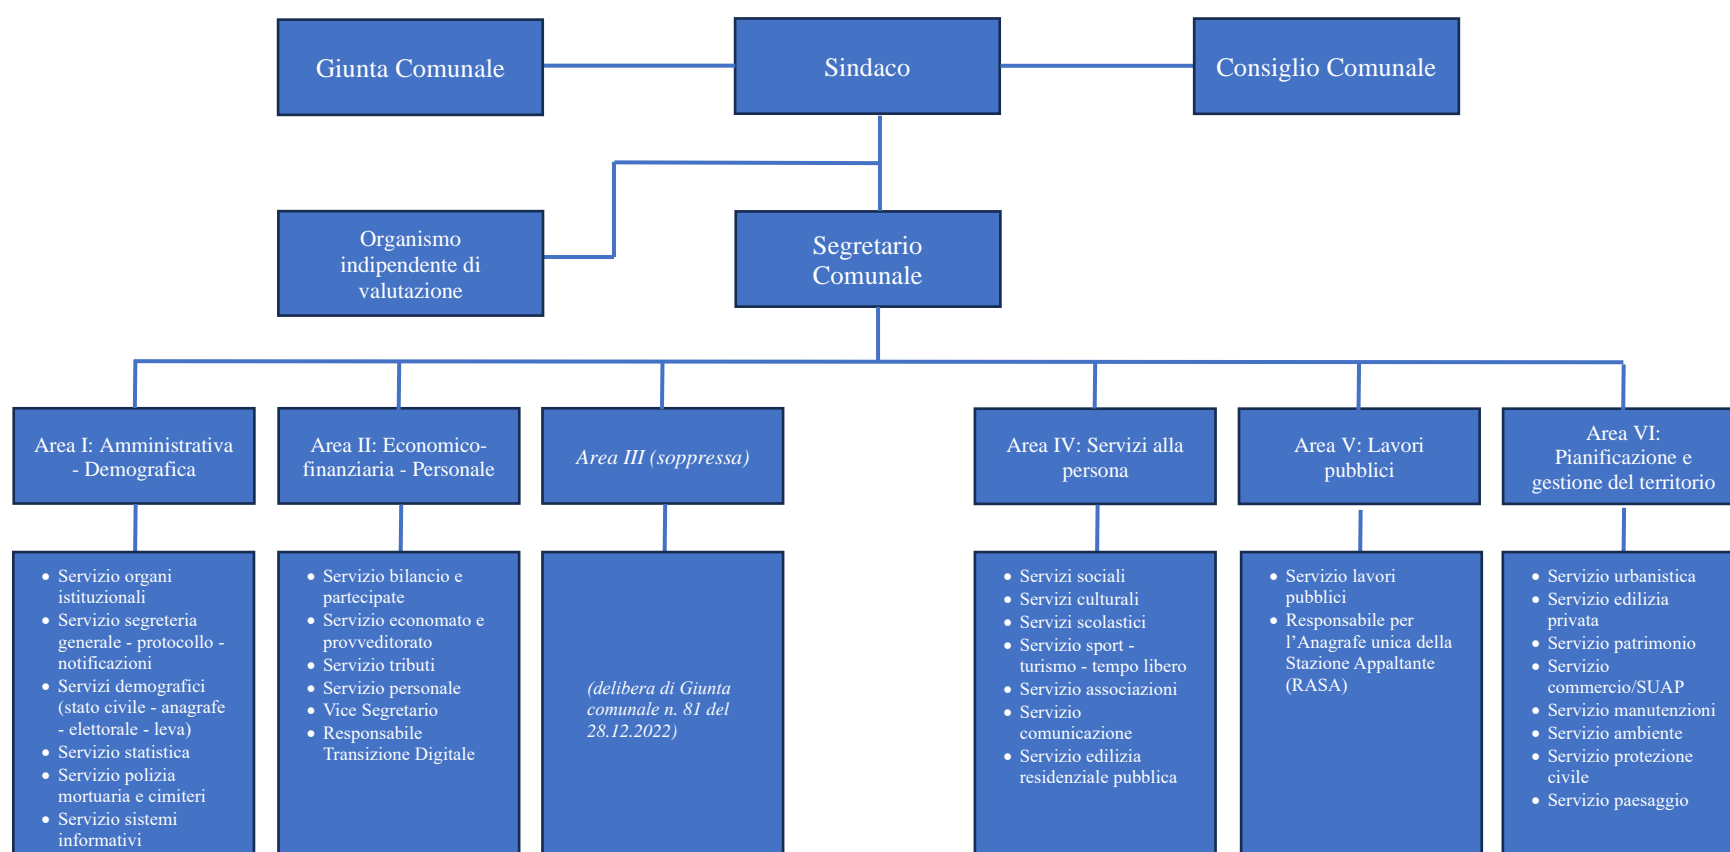 Giunta Comunale
Sindaco
Consiglio Comunale
Organismo
indipendente di
valutazione
Segretario
Comunale
Area I: Amministrativa
- Demografica
Area II: Economico-
finanziaria - Personale
Area III (soppressa)
Area IV: Servizi alla
persona
Area V: Lavori
pubblici
Area VI:
Pianificazione e
gestione del territorio
• Servizio organi
istituzionali
• Servizio segreteria
generale - protocollo -
notificazioni
• Servizi demografici
(stato civile - anagrafe
- elettorale - leva)
• Servizio statistica
• Servizio polizia
mortuaria e cimiteri
• Servizio sistemi
informativi
• Servizio bilancio e
partecipate
• Servizio economato e
provveditorato
• Servizio tributi
• Servizio personale
• Vice Segretario
• Responsabile
Transizione Digitale
(delibera di Giunta
comunale n. 81 del
28.12.2022)
• Servizi sociali
• Servizi culturali
• Servizi scolastici
• Servizio sport -
turismo - tempo libero
• Servizio associazioni
• Servizio
comunicazione
• Servizio edilizia
residenziale pubblica
• Servizio lavori
pubblici
• Responsabile per
l’Anagrafe unica della
Stazione Appaltante
(RASA)
• Servizio urbanistica
• Servizio edilizia
privata
• Servizio patrimonio
• Servizio
commercio/SUAP
• Servizio manutenzioni
• Servizio ambiente
• Servizio protezione
civile
• Servizio paesaggio